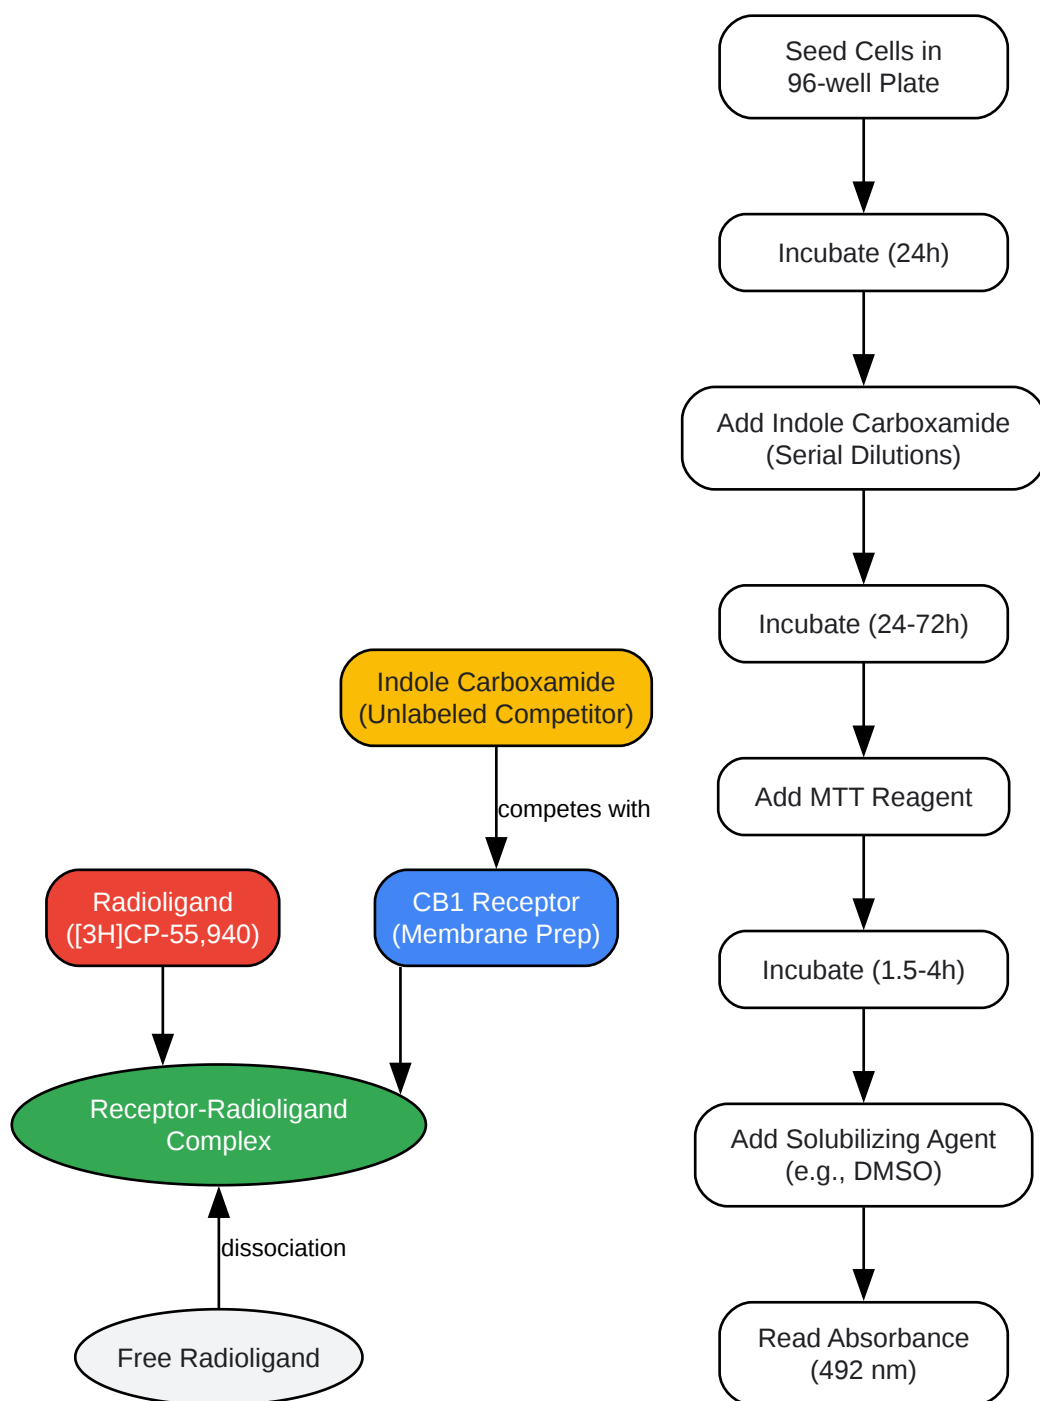 Seed Cells in
96-well Plate
Incubate (24h)
Add Indole Carboxamide
(Serial Dilutions)
Incubate (24-72h)
Add MTT Reagent
Incubate (1.5-4h)
Add Solubilizing Agent
(e.g., DMSO)
Read Absorbance
(492 nm)
Indole Carboxamide
(Unlabeled Competitor)
competes with
Radioligand
([3H]CP-55,940)
CB1 Receptor
(Membrane Prep)
Receptor-Radioligand
Complex
dissociation
Free Radioligand